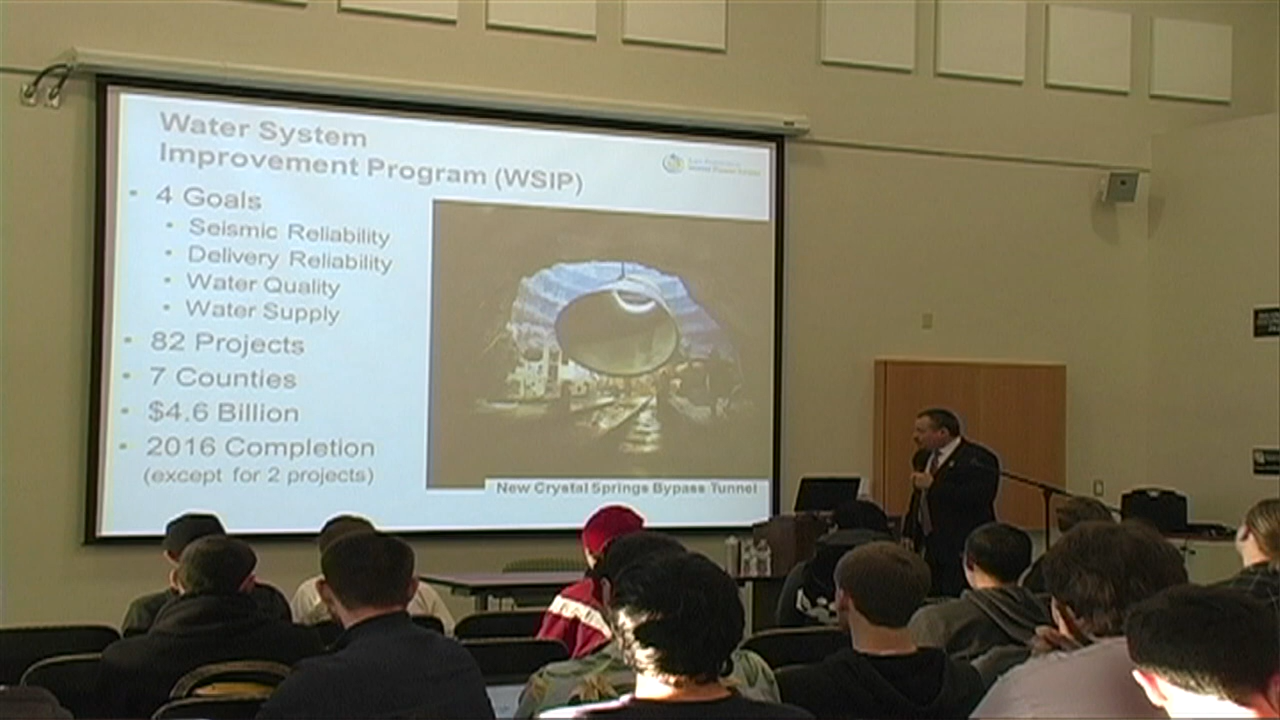 Water System
Improvement Program (WSIP)
• 4 Goals
• Seismic Reliability
• Delivery Reliability
• Water Quality
• Water Supply
• 82 Projects
• 7 Counties
• $4.6 Billion
• 2016 Completion
(except for 2 projects)
New Crystal Springs Bypass Tunnel